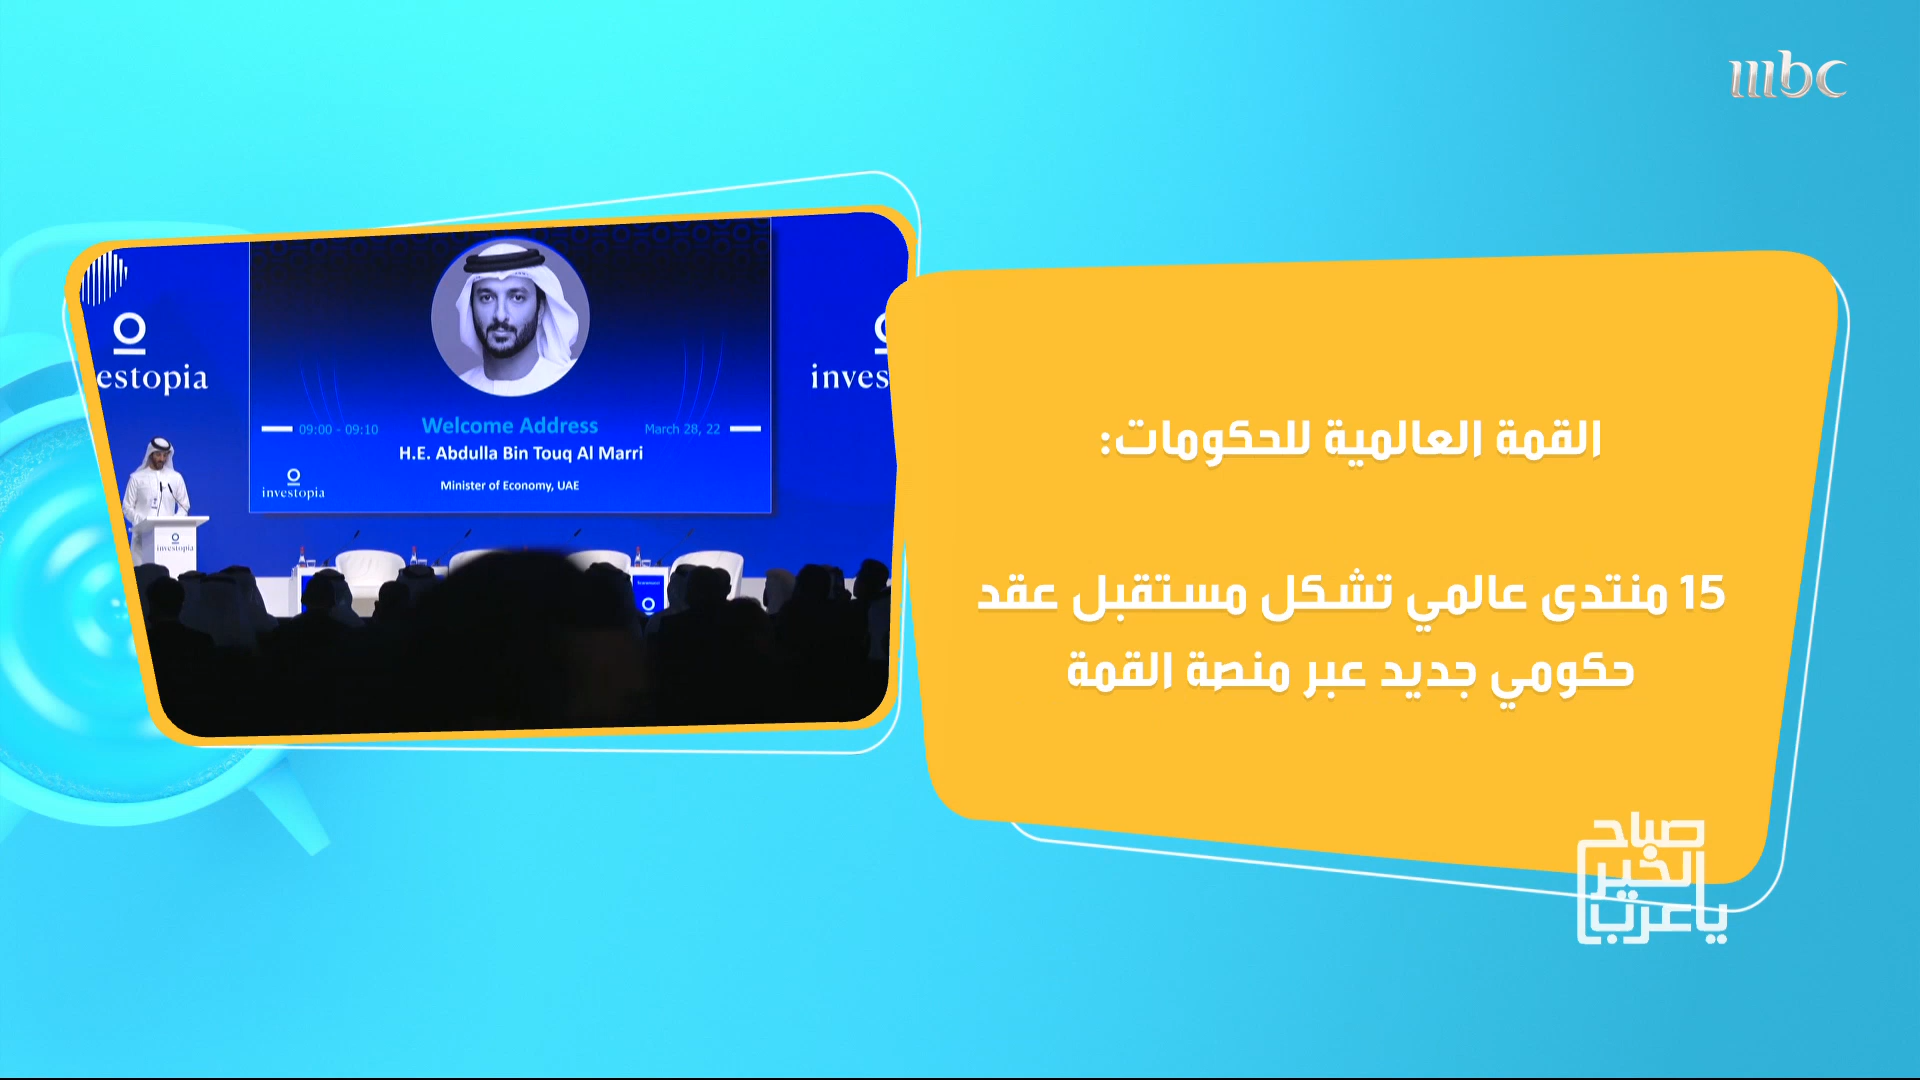 mbc
القمة العالمية للحكومات:
15 منتدى عالمي تشكل مستقبل عقد
حكومي جديد عبر منصة القمة
صباح
الخير
يا عرب
estopia
inves
09:00 - 09:10
Welcome Address
March 28, 22
H.E. Abdulla Bin Touq Al Marri
Minister of Economy, UAE
investopia
investopia